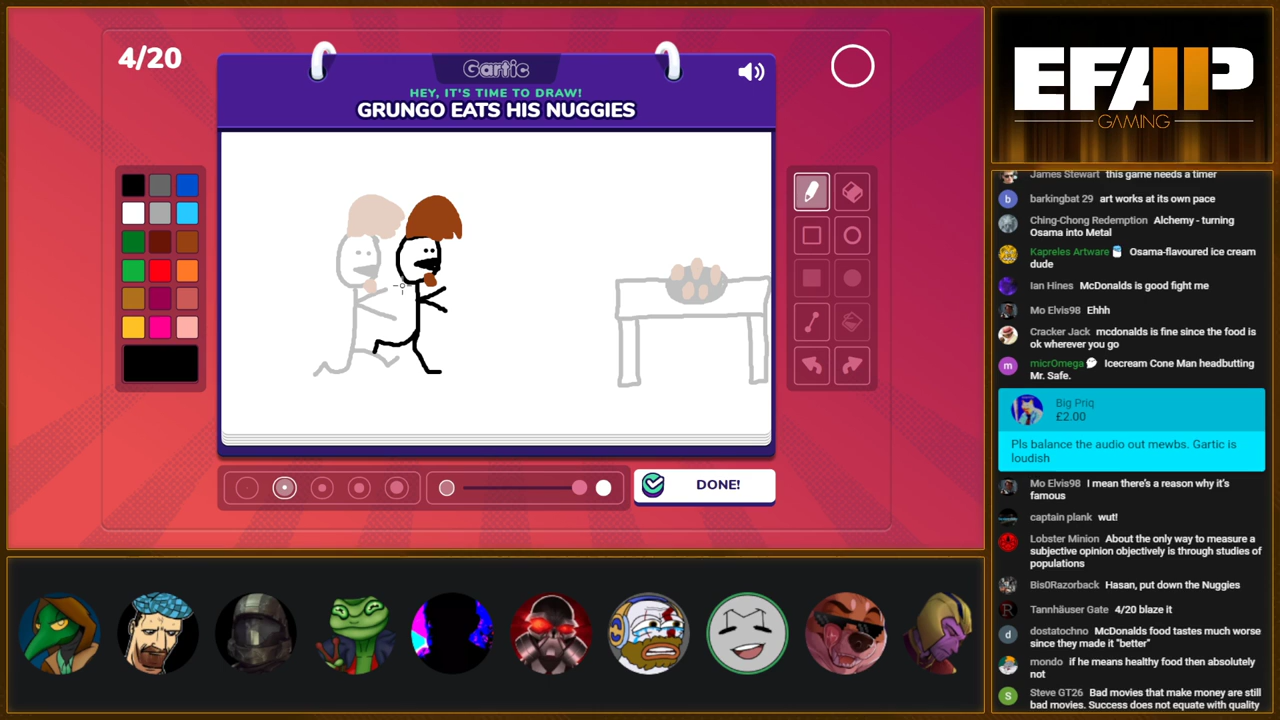 4/20
Gartic
HEY, IT'S TIME TO DRAW!
GRUNGO EATS HIS NUGGIES
DONE!
EFAP
GAMING
James Stewart this game needs a timer
barkingbat 29 art works at its own pace
Ching-Chong Redemption Alchemy - turning
Osama into Metal
Kapreles Artware Osama-flavoured ice cream
dude
Ian Hines McDonalds is good fight me
Mo Elvis98 Ehhh
Cracker Jack mcdonalds is fine since the food is
ok wherever you go
micrOmega Icecream Cone Man headbutting
Mr. Safe.
Big Priq
£2.00
Pls balance the audio out mewbs. Gartic is
loudish
Mo Elvis98 I mean there's a reason why it's
famous
captain plank wut!
Lobster Minion About the only way to measure a
subjective opinion objectively is through studies of
populations
Bis0Razorback Hasan, put down the Nuggies
Tannhäuser Gate 4/20 blaze it
dostatochno McDonalds food tastes much worse
since they made it "better"
mondo if he means healthy food then absolutely
not
Steve GT26 Bad movies that make money are still
bad movies. Success does not equate with quality